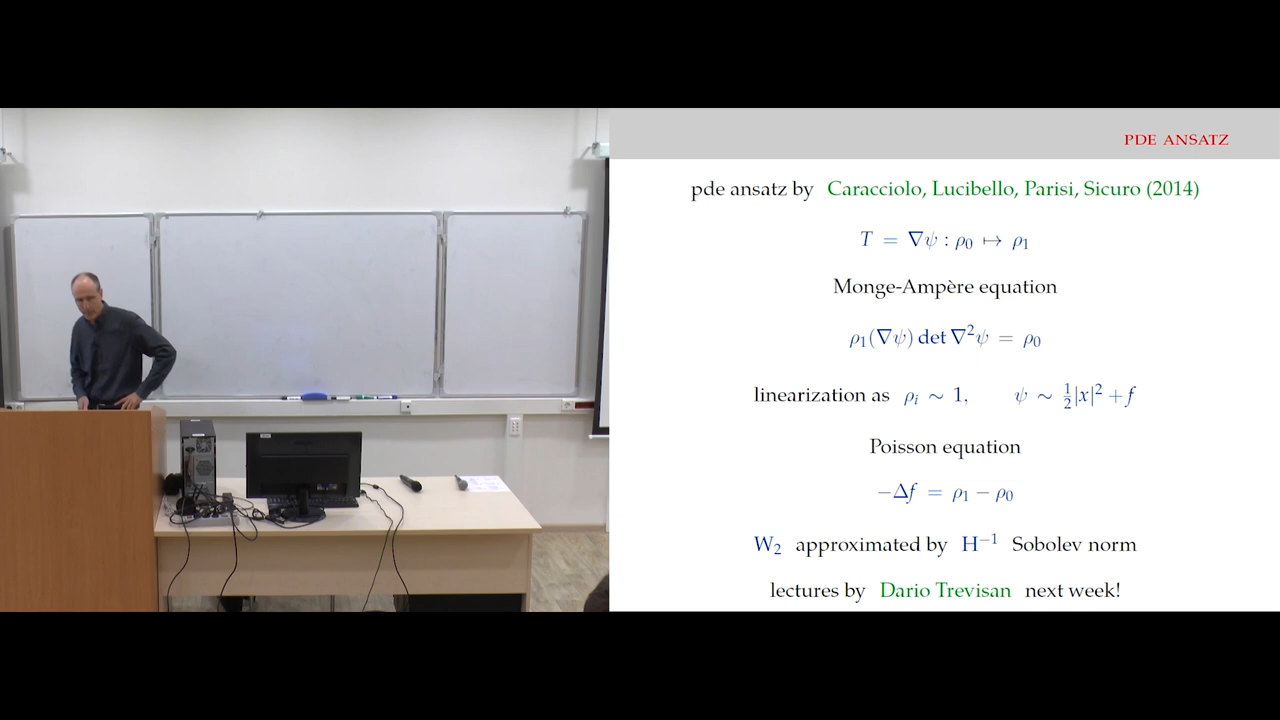 PDE ANSATZ
pde ansatz by Caracciolo, Lucibello, Parisi, Sicuro (2014)
T = ∇ψ : ρ₀ ↦ ρ₁
Monge-Ampère equation
ρ₁(∇ψ) det ∇²ψ = ρ₀
linearization as ρᵢ ∼ 1, ψ ∼ ½|x|² + f
Poisson equation
−Δf = ρ₁ − ρ₀
W₂ approximated by H⁻¹ Sobolev norm
lectures by Dario Trevisan next week!